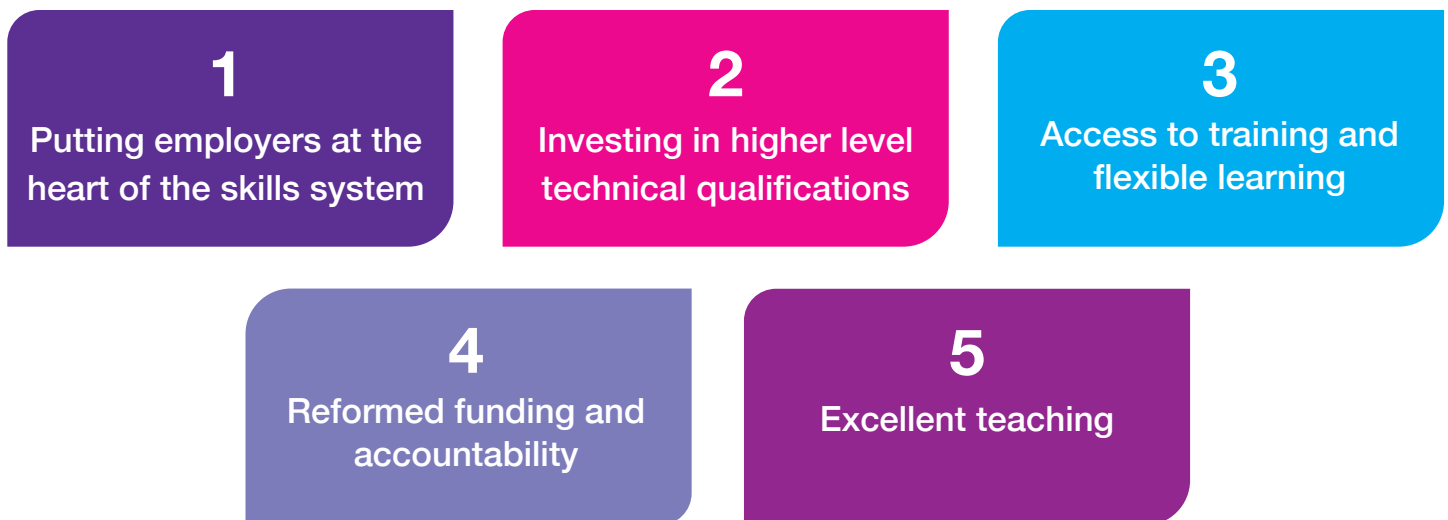 1
Putting employers at the
heart of the skills system
2
Investing in higher level
technical qualifications
3
Access to training and
flexible learning
4
Reformed funding and
accountability
5
Excellent teaching